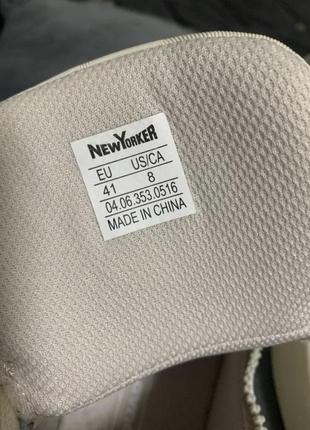 NEWYORKER
EU US/CA
41 8
04.06.353.0516
MADE IN CHINA